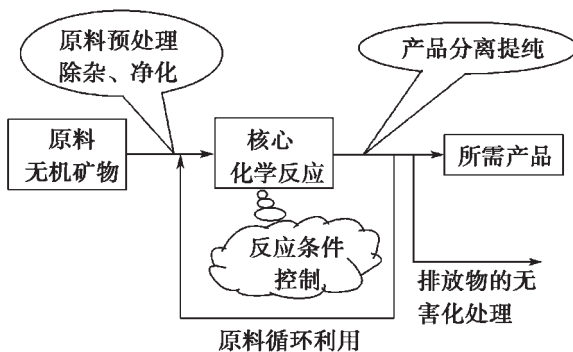 原料预处理
除杂、净化
产品分离提纯
原料
无机矿物
核心
化学反应
所需产品
反应条件
控制
排放物的无
害化处理
原料循环利用